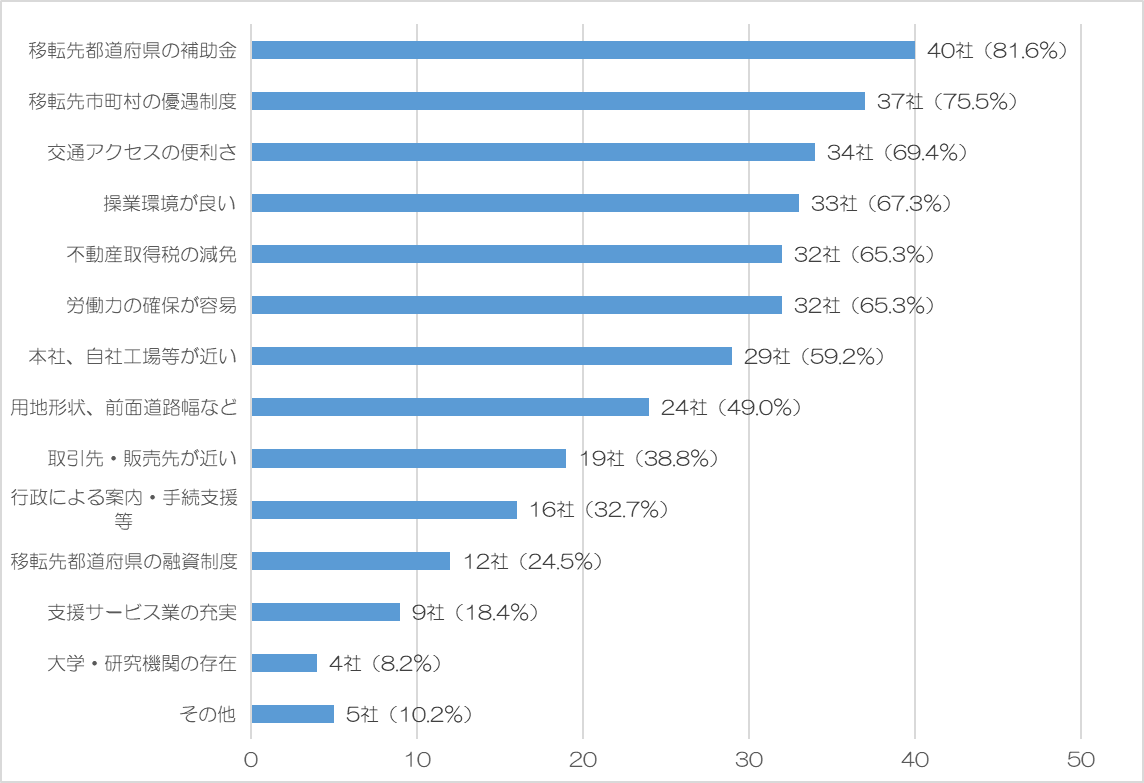 移転先都道府県の補助金 40社（81.6%）
移転先市町村の優遇制度 37社（75.5%）
交通アクセスの便利さ 34社（69.4%）
操業環境が良い 33社（67.3%）
不動産取得税の減免 32社（65.3%）
労働力の確保が容易 32社（65.3%）
本社、自社工場等が近い 29社（59.2%）
用地形状、前面道路幅など 24社（49.0%）
取引先・販売先が近い 19社（38.8%）
行政による案内・手続支援
等 16社（32.7%）
移転先都道府県の融資制度 12社（24.5%）
支援サービス業の充実 9社（18.4%）
大学・研究機関の存在 4社（8.2%）
その他 5社（10.2%）
0 10 20 30 40 50